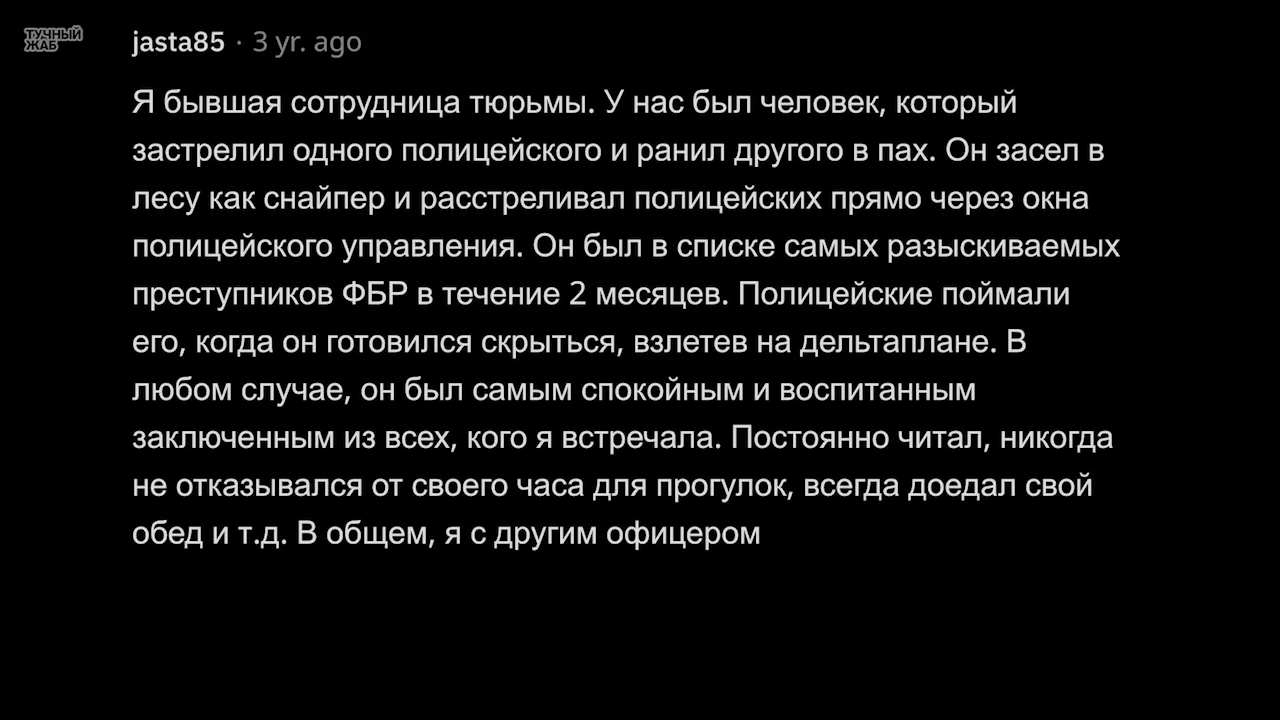 ТУЧНЫЙ
ЖАБ
jasta85 · 3 yr. ago
Я бывшая сотрудница тюрьмы. У нас был человек, который
застрелил одного полицейского и ранил другого в пах. Он засел в
лесу как снайпер и расстреливал полицейских прямо через окна
полицейского управления. Он был в списке самых разыскиваемых
преступников ФБР в течение 2 месяцев. Полицейские поймали
его, когда он готовился скрыться, взлетев на дельтаплане. В
любом случае, он был самым спокойным и воспитанным
заключенным из всех, кого я встречала. Постоянно читал, никогда
не отказывался от своего часа для прогулок, всегда доедал свой
обед и т.д. В общем, я с другим офицером